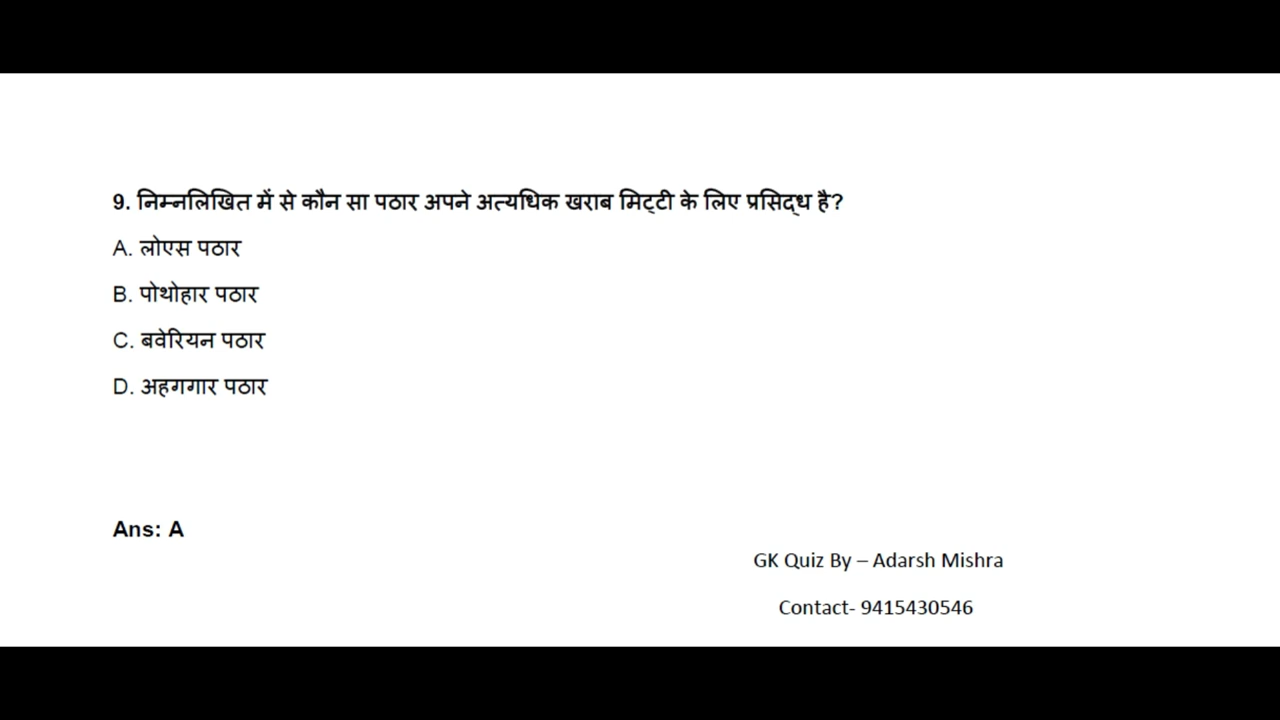 9. निम्नलिखित में से कौन सा पठार अपने अत्यधिक खराब मिट्टी के लिए प्रसिद्ध है?
A. लोएस पठार
B. पोथोहार पठार
C. बवेरियन पठार
D. अहगगार पठार
Ans: A
GK Quiz By – Adarsh Mishra
Contact- 9415430546